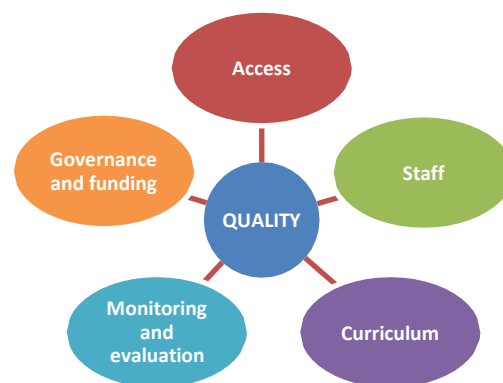 Access
Governance
and funding
Staff
QUALITY
Monitoring
and
evaluation
Curriculum